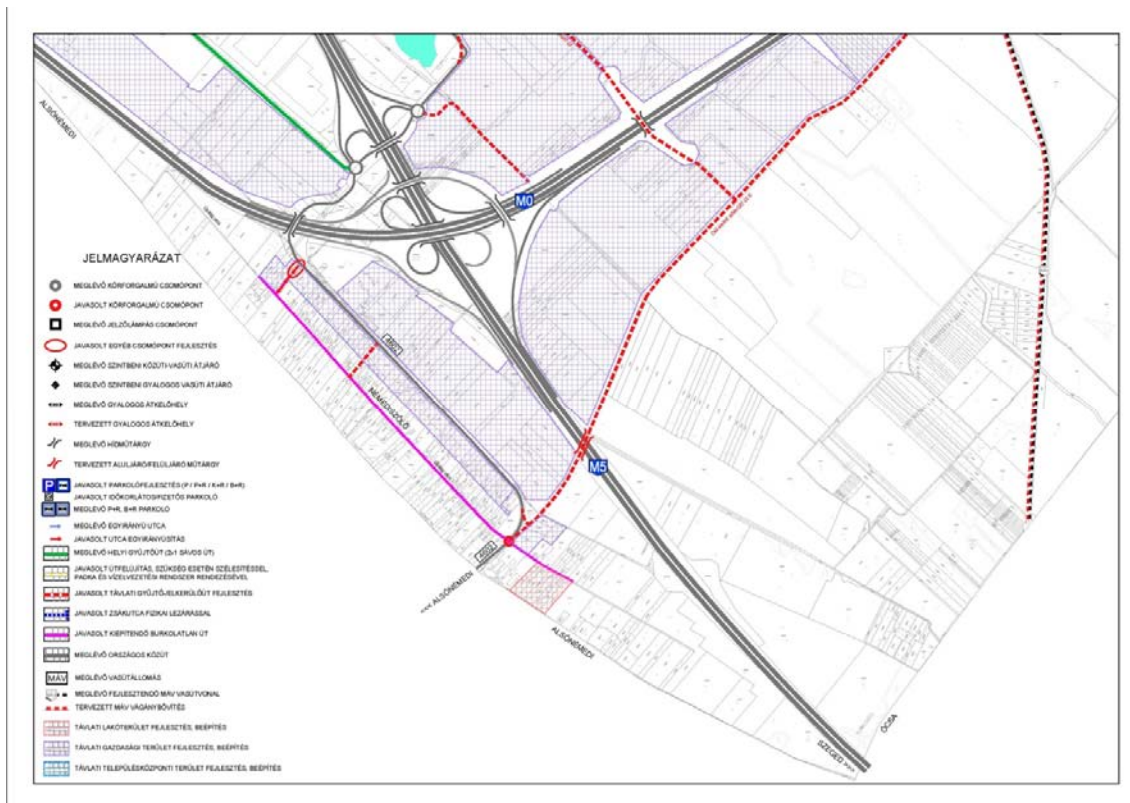 ALSÓNÉMEDI
M0
4602
NÉMEDISZŐLŐ
M5
4602
<<< ALSÓNÉMEDI
ALSÓNÉMEDI
SZEGED >>>
ÓCSA
JELMAGYARÁZAT
MEGLÉVŐ KÖRFORGALMÚ CSOMÓPONT
JAVASOLT KÖRFORGALMÚ CSOMÓPONT
MEGLÉVŐ JELZŐLÁMPÁS CSOMÓPONT
JAVASOLT EGYÉB CSOMÓPONT FEJLESZTÉS
MEGLÉVŐ SZINTBENI KÖZÚTI-VASÚTI ÁTJÁRÓ
MEGLÉVŐ SZINTBENI GYALOGOS VASÚTI ÁTJÁRÓ
MEGLÉVŐ GYALOGOS ÁTKELŐHELY
TERVEZETT GYALOGOS ÁTKELŐHELY
MEGLÉVŐ HÍDMŰTÁRGY
TERVEZETT ALULJÁRÓ/FELÜLJÁRÓ MŰTÁRGY
P JAVASOLT PARKOLÓFEJLESZTÉS (P / P+R / K+R / B+R)
JAVASOLT IDŐKORLÁTOS/FIZETŐS PARKOLÓ
MEGLÉVŐ P+R, B+R PARKOLÓ
MEGLÉVŐ EGYIRÁNYÚ UTCA
JAVASOLT UTCA EGYIRÁNYÚSÍTÁS
MEGLÉVŐ HELYI GYŰJTŐÚT (2x1 SÁVOS ÚT)
JAVASOLT ÚTFELÚJÍTÁS, SZÜKSÉG ESETÉN SZÉLESÍTÉSSEL,
PADKA ÉS VÍZELVEZETÉSI RENDSZER RENDEZÉSÉVEL
JAVASOLT TÁVLATI GYŰJTŐ/ELKERÜLŐÚT FEJLESZTÉS
JAVASOLT ZSÁKUTCA FIZIKAI LEZÁRÁSSAL
JAVASOLT KIÉPÍTENDŐ BURKOLATLAN ÚT
MEGLÉVŐ ORSZÁGOS KÖZÚT
MÁV MEGLÉVŐ VASÚTÁLLOMÁS
MEGLÉVŐ FEJLESZTENDŐ MÁV VASÚTVONAL
TERVEZETT MÁV VÁGÁNYBŐVÍTÉS
TÁVLATI LAKÓTERÜLET FEJLESZTÉS, BEÉPÍTÉS
TÁVLATI GAZDASÁGI TERÜLET FEJLESZTÉS, BEÉPÍTÉS
TÁVLATI TELEPÜLÉSKÖZPONTI TERÜLET FEJLESZTÉS, BEÉPÍTÉS